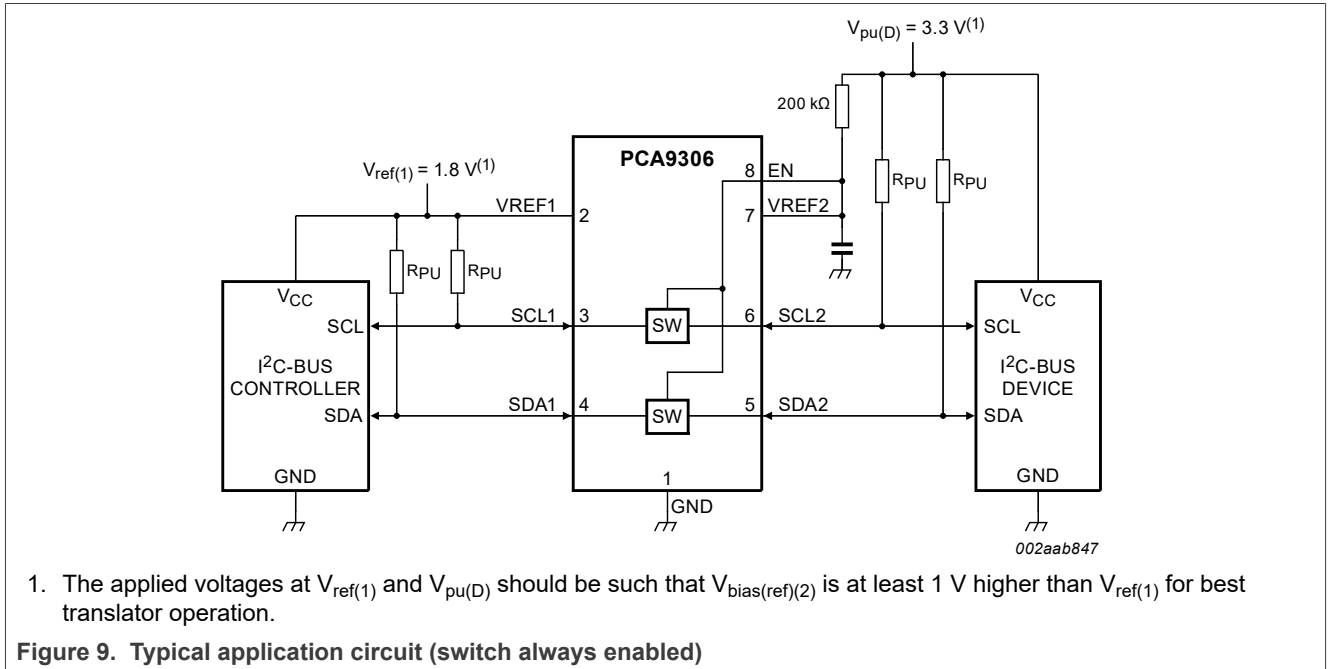 Vpu(D) = 3.3 V(1)
200 kΩ
PCA9306
Vref(1) = 1.8 V(1)
8 EN
RPU RPU
VREF1 2
7 VREF2
RPU RPU
VCC
VCC
SCL
SCL1 3
SW
6 SCL2
SCL
I2C-BUS
CONTROLLER
I2C-BUS
DEVICE
SDA
SDA1 4
SW
5 SDA2
SDA
GND
1
GND
GND
002aab847
1. The applied voltages at Vref(1) and Vpu(D) should be such that Vbias(ref)(2) is at least 1 V higher than Vref(1) for best
translator operation.
Figure 9. Typical application circuit (switch always enabled)